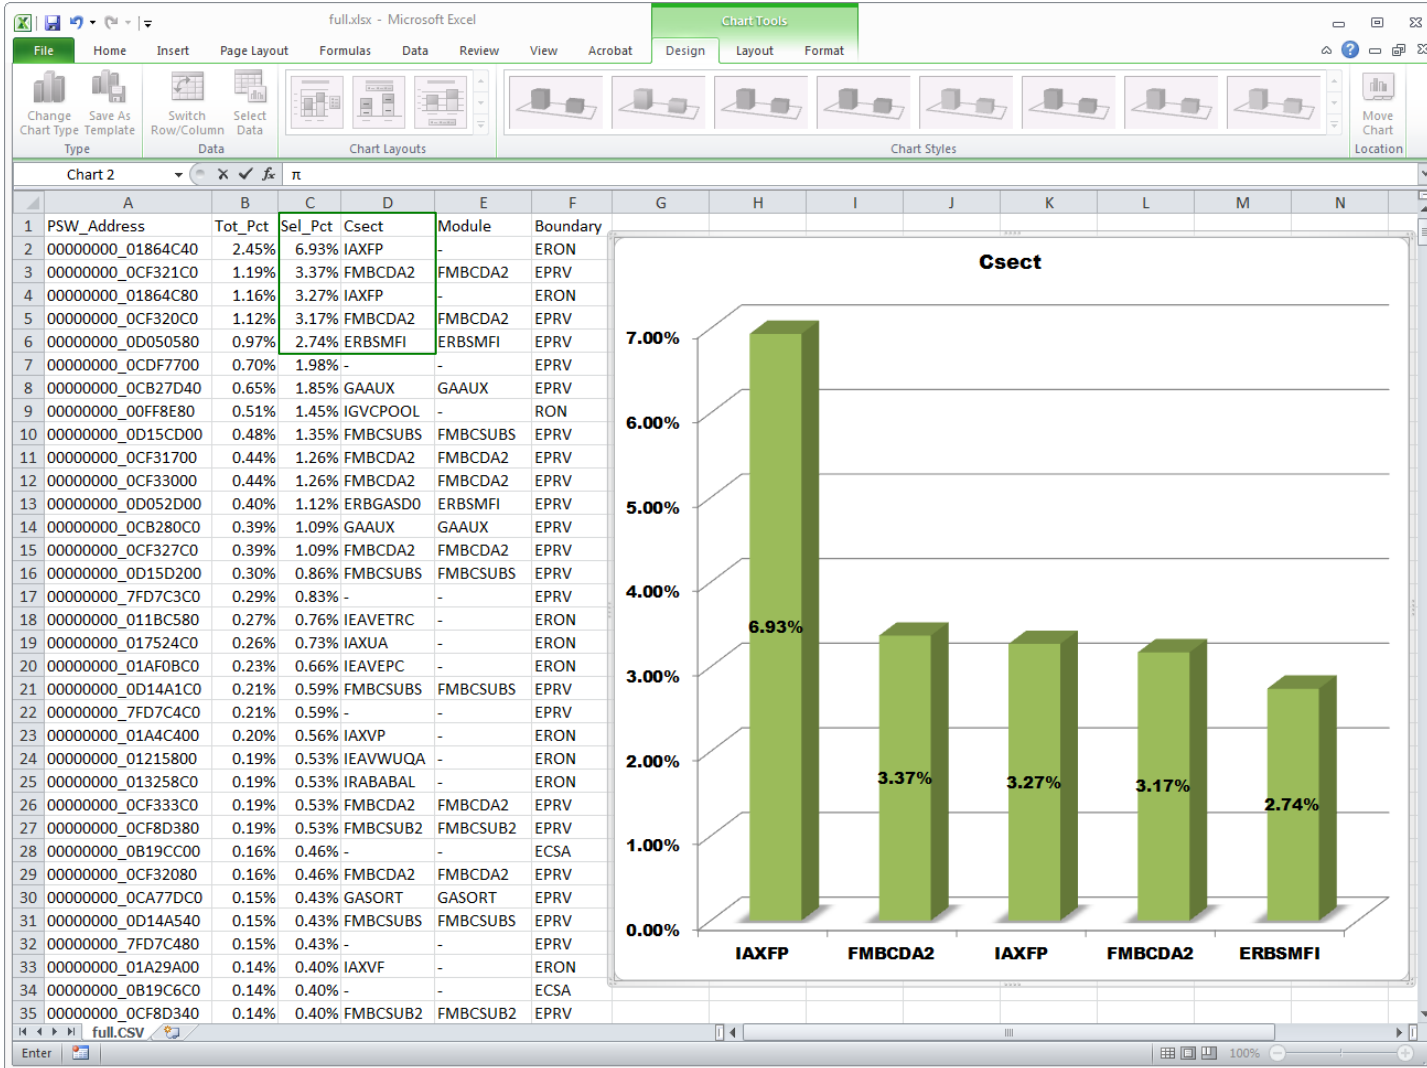 full.xlsx - Microsoft Excel
Chart Tools
File Home Insert Page Layout Formulas Data Review View Acrobat Design Layout Format
Change Chart Type
Save As Template
Switch Row/Column
Select Data
Move Chart
Type Data Chart Layouts Chart Styles Location
Chart 2 fx π
A B C D E F G H I J K L M N
1 PSW_Address Tot_Pct Sel_Pct Csect Module Boundary
2 00000000_01864C40 2.45% 6.93% IAXFP - ERON
3 00000000_0CF321C0 1.19% 3.37% FMBCDA2 FMBCDA2 EPRV
4 00000000_01864C80 1.16% 3.27% IAXFP - ERON
5 00000000_0CF320C0 1.12% 3.17% FMBCDA2 FMBCDA2 EPRV
6 00000000_0D050580 0.97% 2.74% ERBSMFI ERBSMFI EPRV
7 00000000_0CDF7700 0.70% 1.98% - - EPRV
8 00000000_0CB27D40 0.65% 1.85% GAAUX GAAUX EPRV
9 00000000_00FF8E80 0.51% 1.45% IGVCPOOL - RON
10 00000000_0D15CD00 0.48% 1.35% FMBCSUBS FMBCSUBS EPRV
11 00000000_0CF31700 0.44% 1.26% FMBCDA2 FMBCDA2 EPRV
12 00000000_0CF33000 0.44% 1.26% FMBCDA2 FMBCDA2 EPRV
13 00000000_0D052D00 0.40% 1.12% ERBGASD0 ERBSMFI EPRV
14 00000000_0CB280C0 0.39% 1.09% GAAUX GAAUX EPRV
15 00000000_0CF327C0 0.39% 1.09% FMBCDA2 FMBCDA2 EPRV
16 00000000_0D15D200 0.30% 0.86% FMBCSUBS FMBCSUBS EPRV
17 00000000_7FD7C3C0 0.29% 0.83% - - EPRV
18 00000000_011BC580 0.27% 0.76% IEAVETRC - ERON
19 00000000_017524C0 0.26% 0.73% IAXUA - ERON
20 00000000_01AF0BC0 0.23% 0.66% IEAVEPC - ERON
21 00000000_0D14A1C0 0.21% 0.59% FMBCSUBS FMBCSUBS EPRV
22 00000000_7FD7C4C0 0.21% 0.59% - - EPRV
23 00000000_01A4C400 0.20% 0.56% IAXVP - ERON
24 00000000_01215800 0.19% 0.53% IEAVWUQA - ERON
25 00000000_013258C0 0.19% 0.53% IRABABAL - ERON
26 00000000_0CF333C0 0.19% 0.53% FMBCDA2 FMBCDA2 EPRV
27 00000000_0CF8D380 0.19% 0.53% FMBCSUB2 FMBCSUB2 EPRV
28 00000000_0B19CC00 0.16% 0.46% - - ECSA
29 00000000_0CF32080 0.16% 0.46% FMBCDA2 FMBCDA2 EPRV
30 00000000_0CA77DC0 0.15% 0.43% GASORT GASORT EPRV
31 00000000_0D14A540 0.15% 0.43% FMBCSUBS FMBCSUBS EPRV
32 00000000_7FD7C480 0.15% 0.43% - - EPRV
33 00000000_01A29A00 0.14% 0.40% IAXVF - ERON
34 00000000_0B19C6C0 0.14% 0.40% - - ECSA
35 00000000_0CF8D340 0.14% 0.40% FMBCSUB2 FMBCSUB2 EPRV
Csect
7.00%
6.00%
5.00%
4.00%
3.00%
2.00%
1.00%
0.00%
6.93% 3.37% 3.27% 3.17% 2.74%
IAXFP FMBCDA2 IAXFP FMBCDA2 ERBSMFI
full.CSV
Enter 100%